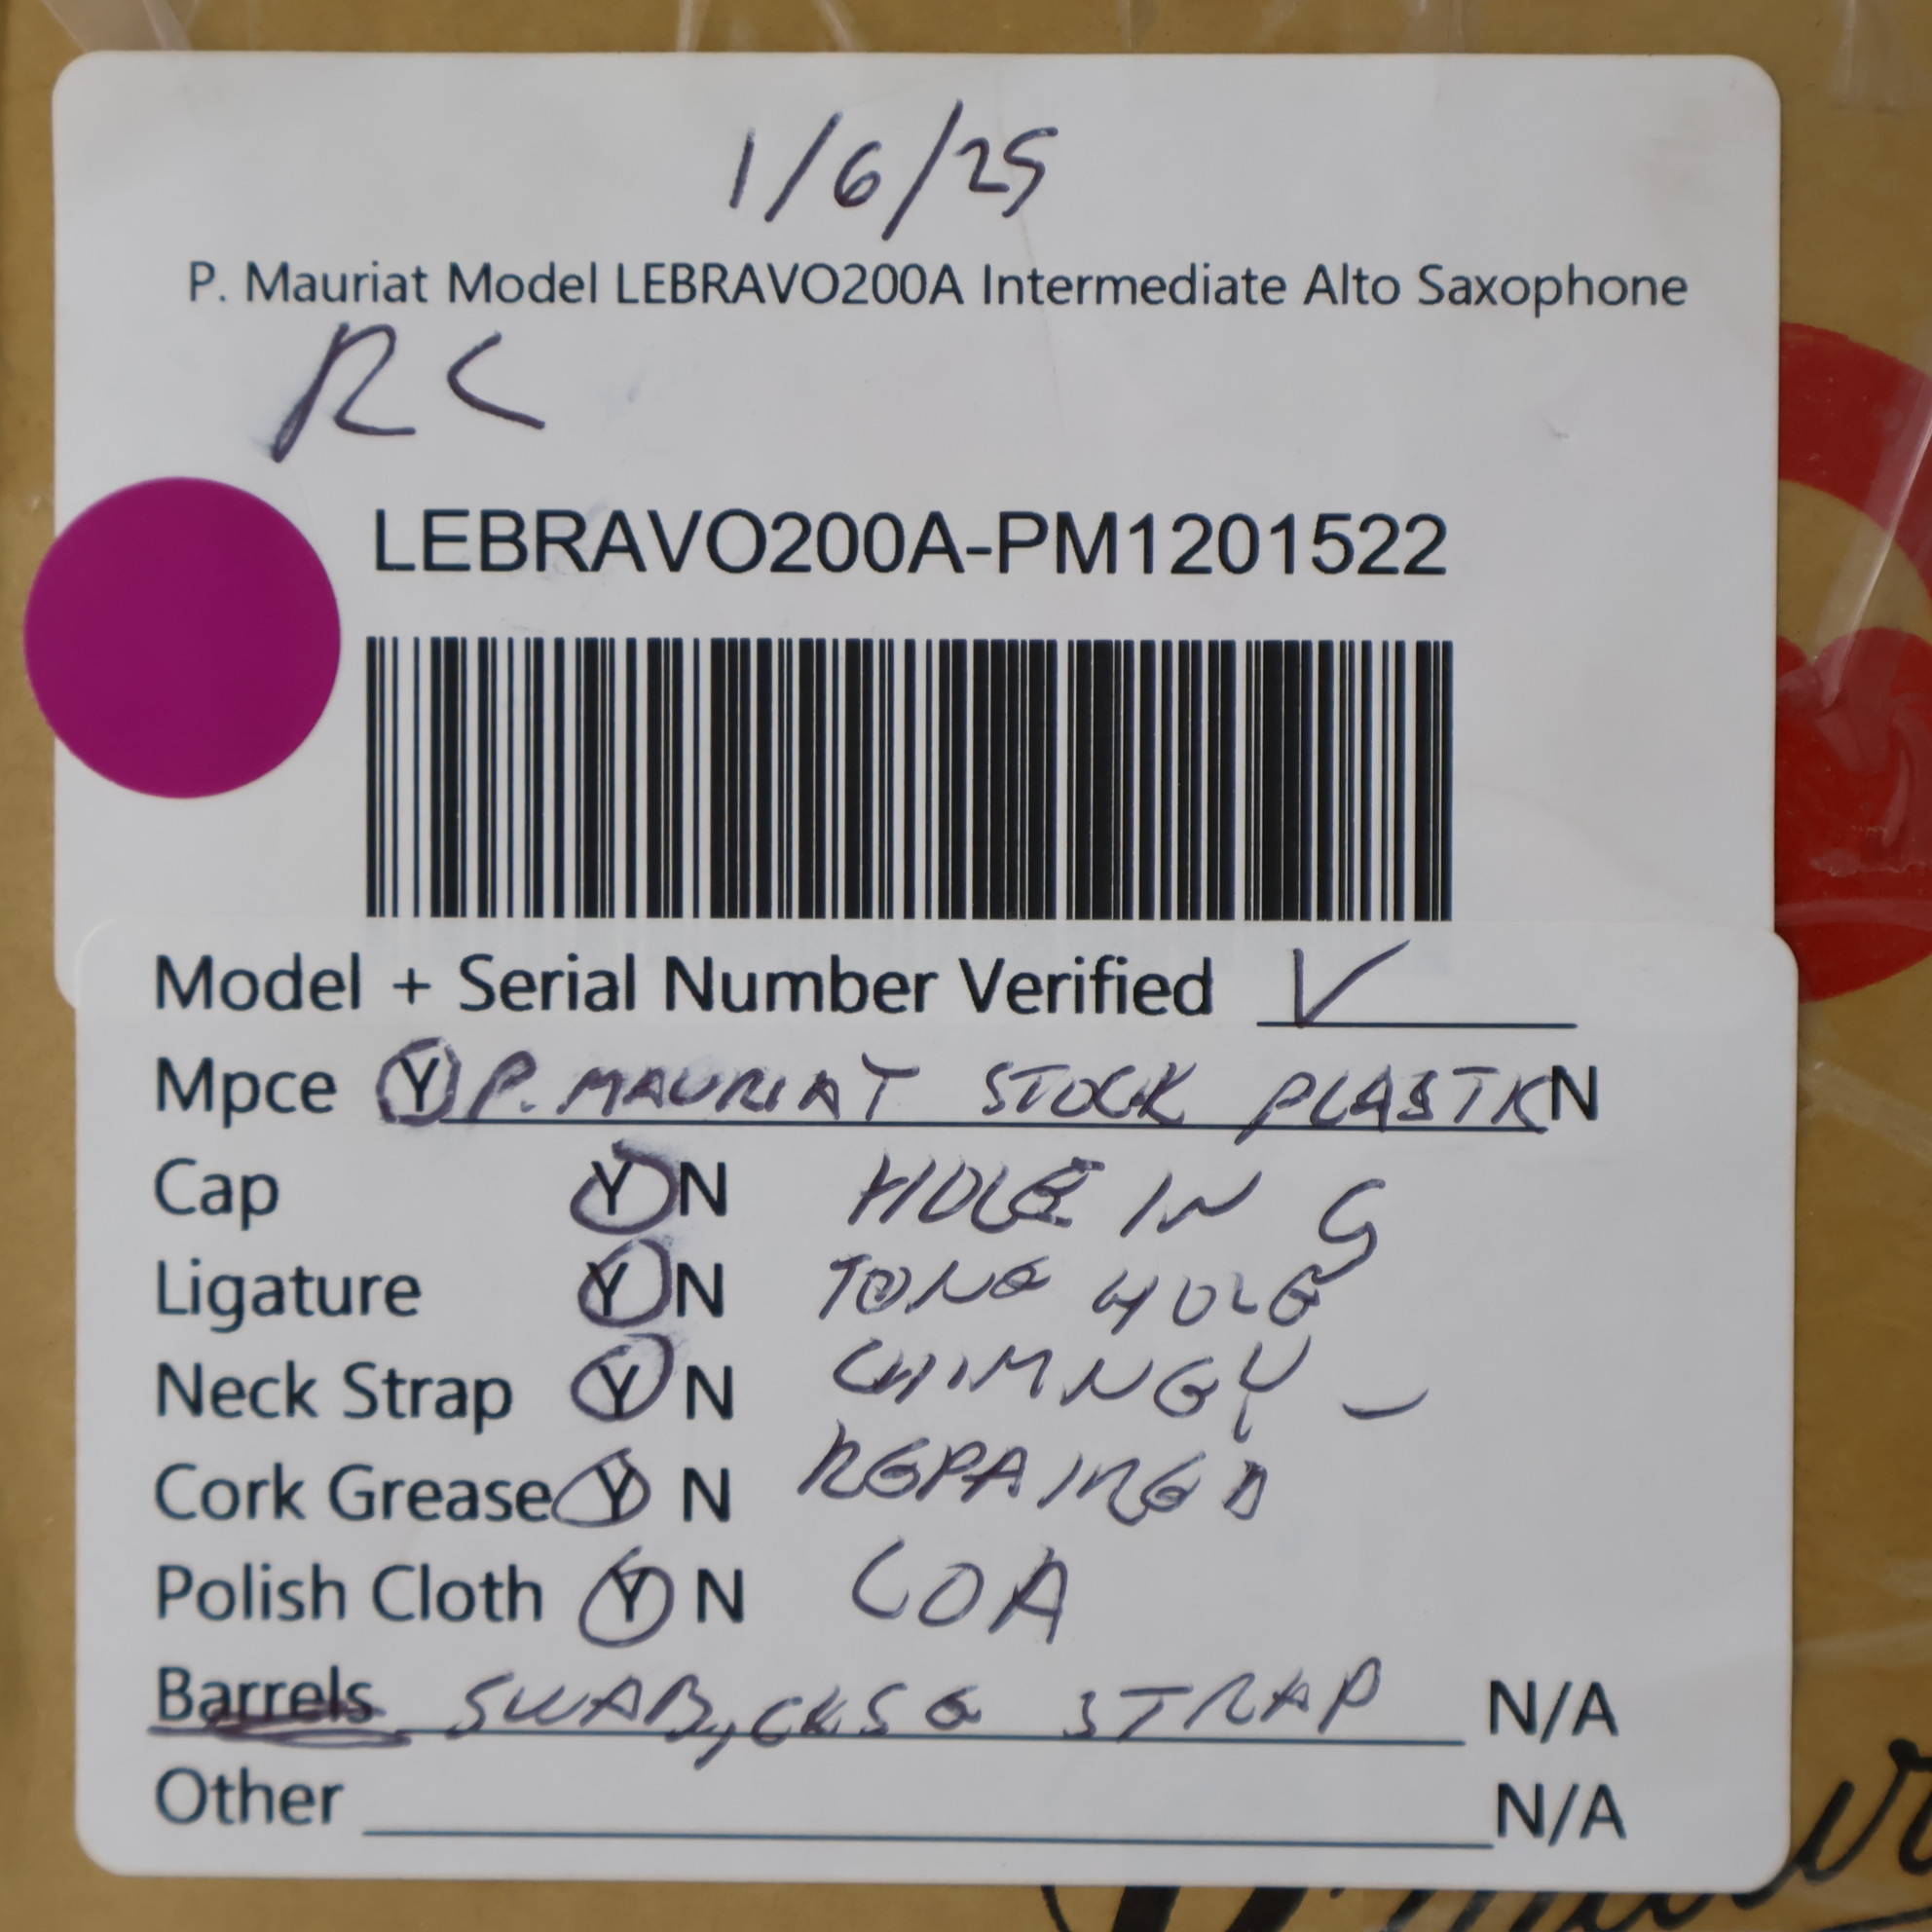 1/6/25
P. Mauriat Model LEBRAVO200A Intermediate Alto Saxophone
RC
LEBRAVO200A-PM1201522
Model + Serial Number Verified ✓
Mpce Y P. MAURIAT STOCK PLASTIC N
Cap Y N HOLE IN G
Ligature Y N TONE HOLE
Neck Strap Y N CHIMNEY -
Cork Grease Y N REPAIRED
Polish Cloth Y N COA
Barrels SWAB, CASE STRAP N/A
Other N/A